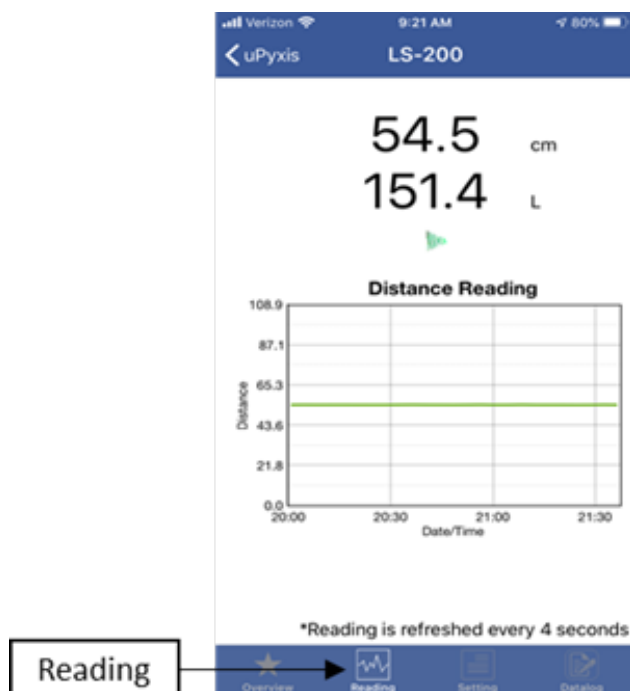 Verizon 9:21 AM 80%
uPyxis LS-200
54.5 cm
151.4 L
Distance Reading
108.9
87.1
65.3
43.6
21.8
0.0
Distance
20:00 20:30 21:00 21:30
Date/Time
*Reading is refreshed every 4 seconds
Reading
Overview Reading Setting Datalog